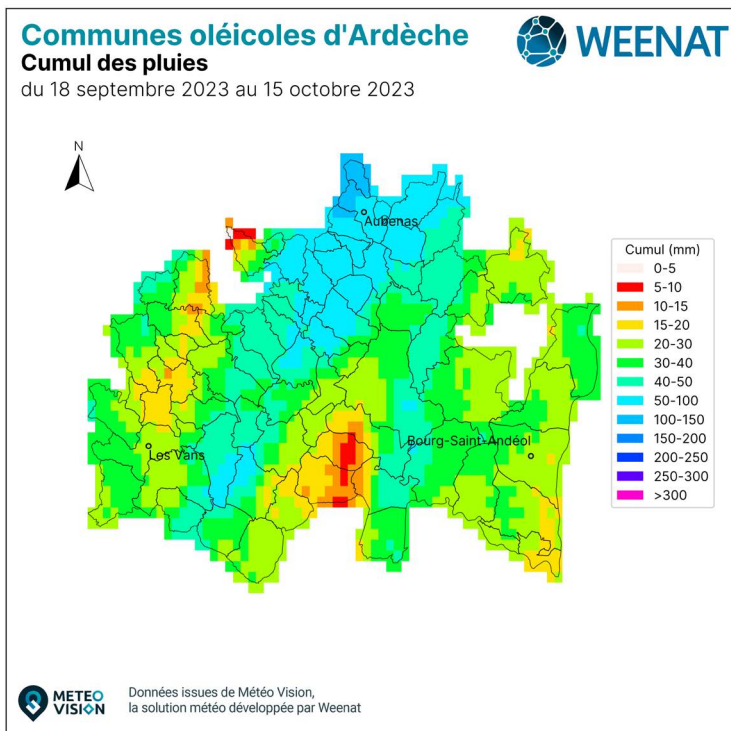 Communes oléicoles d'Ardèche
Cumul des pluies
du 18 septembre 2023 au 15 octobre 2023
WEENAT
N
Aubenas
Les Vans
Bourg-Saint-Andéol
Cumul (mm)
0-5
5-10
10-15
15-20
20-30
30-40
40-50
50-100
100-150
150-200
200-250
250-300
>300
METEO
VISION
Données issues de Météo Vision,
la solution météo développée par Weenat